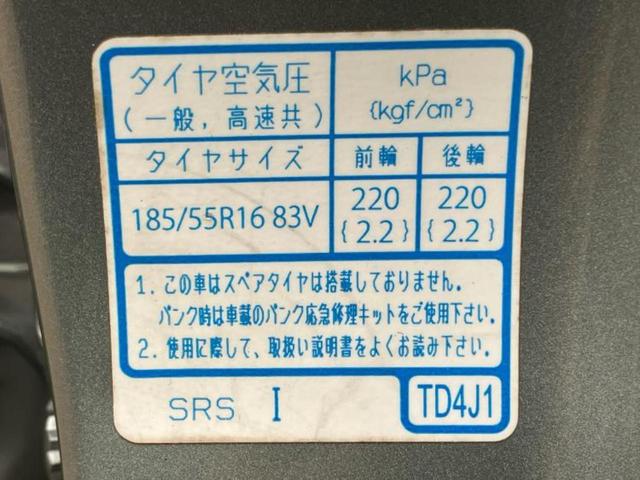 タイヤ空気圧
(一般，高速共)
kPa
{kgf/cm²}
タイヤサイズ 前輪 後輪
185/55R16 83V 220 220
{2.2} {2.2}
1. この車はスペアタイヤは搭載しておりません。
パンク時は車載のパンク応急修理キットをご使用下さい。
2. 使用に際して、取扱い説明書をよくお読み下さい。
SRS I TD4J1